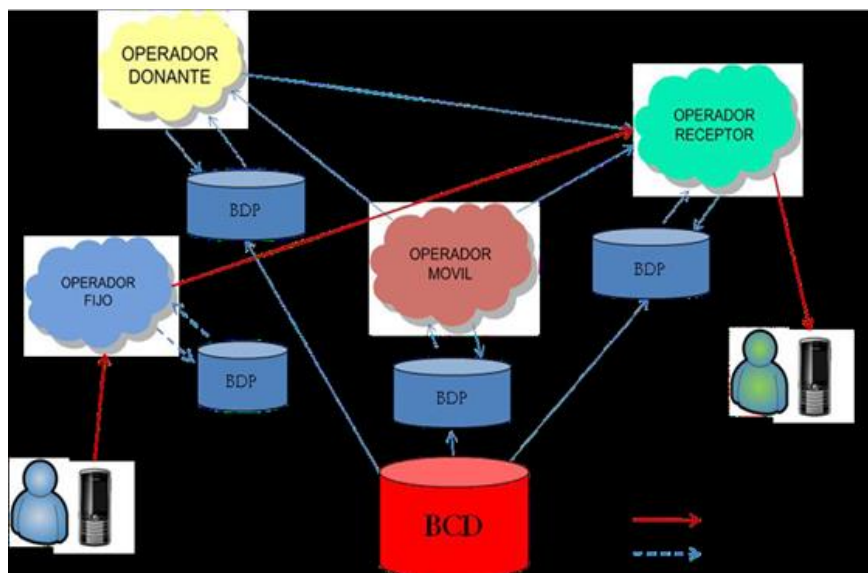 OPERADOR
DONANTE
OPERADOR
RECEPTOR
BDP
OPERADOR
MOVIL
BDP
OPERADOR
FIJO
BDP
BDP
BCD